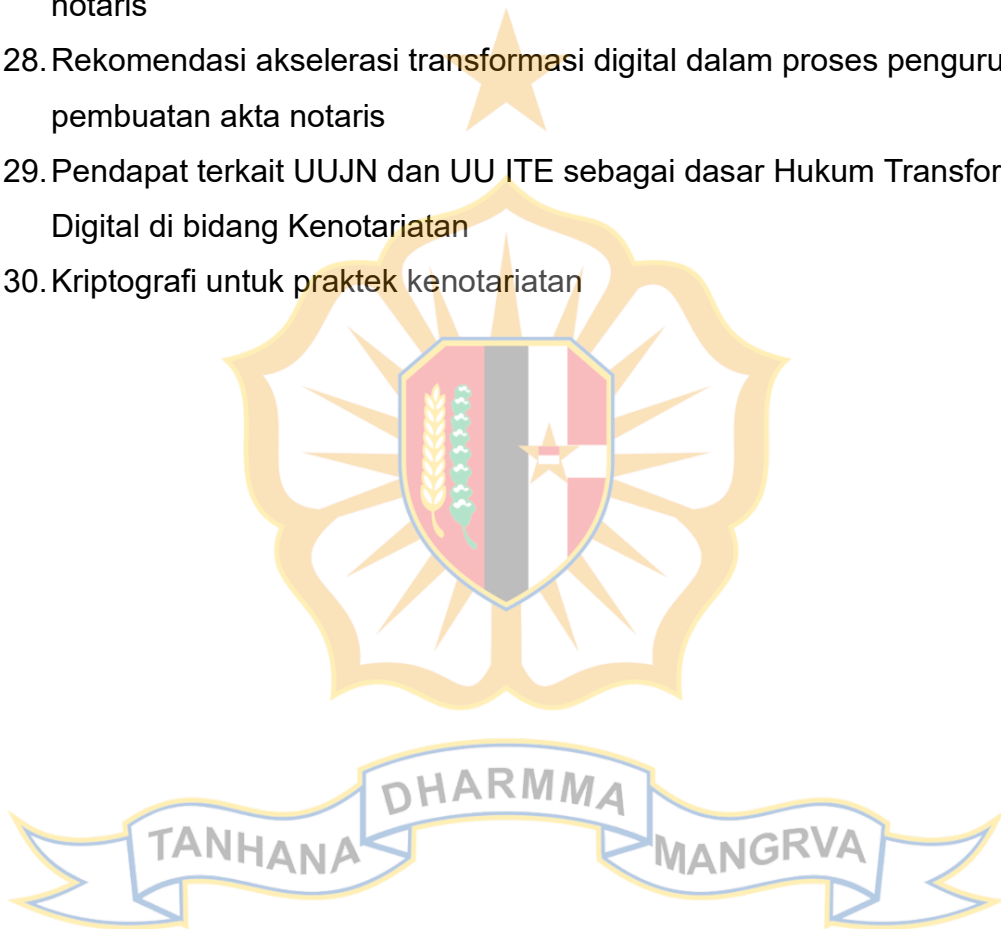 notaris
28. Rekomendasi akselerasi transformasi digital dalam proses penguru
pembuatan akta notaris
29. Pendapat terkait UUJN dan UU ITE sebagai dasar Hukum Transfor
Digital di bidang Kenotariatan
30. Kriptografi untuk praktek kenotariatan
TANHANA DHARMMA MANGRVA